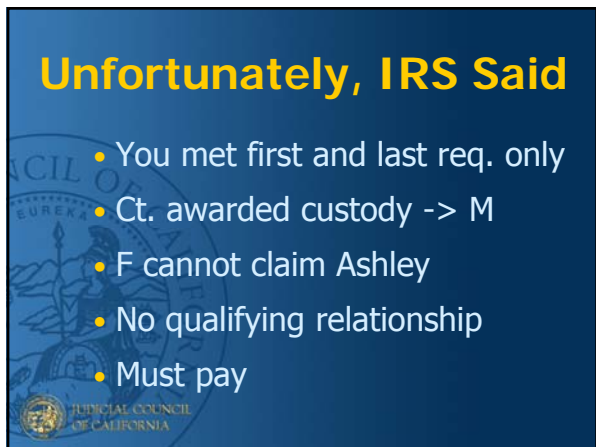 Unfortunately, IRS Said
• You met first and last req. only
• Ct. awarded custody -> M
• F cannot claim Ashley
• No qualifying relationship
• Must pay
EUREKA
JUDICIAL COUNCIL
OF CALIFORNIA